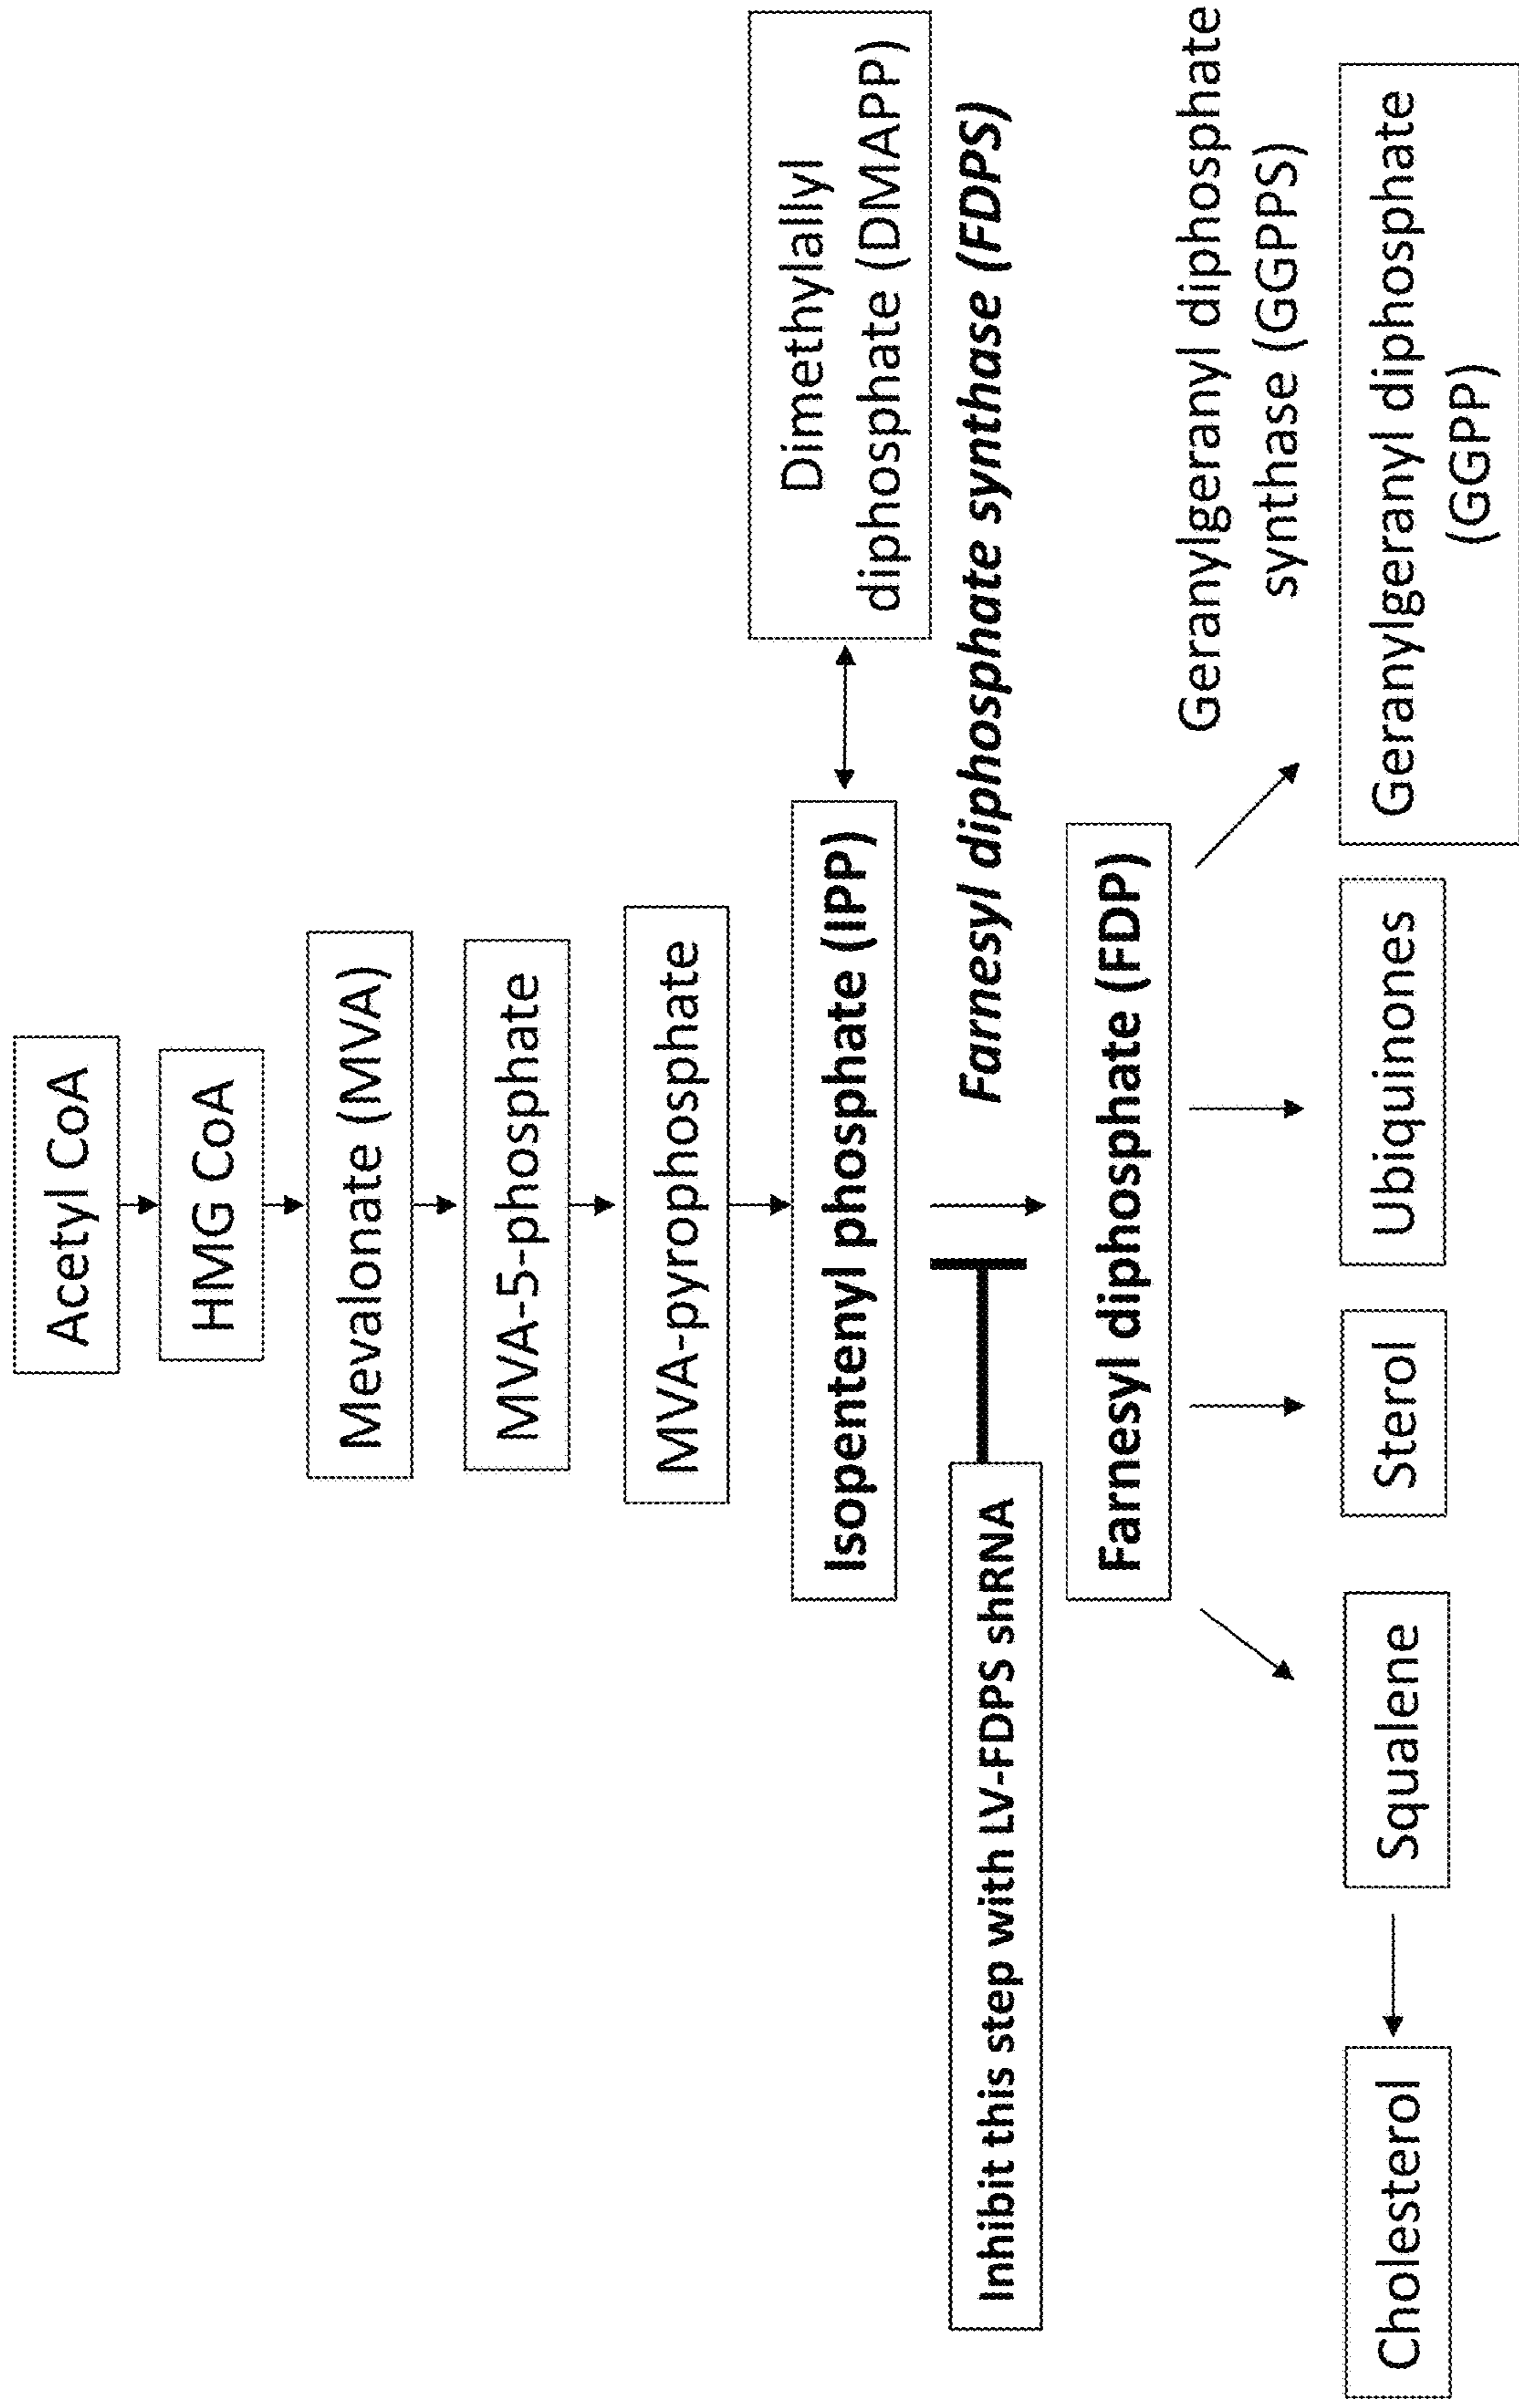 Acetyl CoA
HMG CoA
Mevalonate (MVA)
MVA-5-phosphate
MVA-pyrophosphate
Isopentenyl phosphate (IPP)
Dimethylallyl
diphosphate (DMAPP)
Farnesyl diphosphate synthase (FDPS)
Inhibit this step with LV-FDPS shRNA
Farnesyl diphosphate (FDP)
Geranylgeranyl diphosphate
synthase (GGPPS)
Cholesterol
Squalene
Sterol
Ubiquinones
Geranylgeranyl diphosphate
(GGPP)